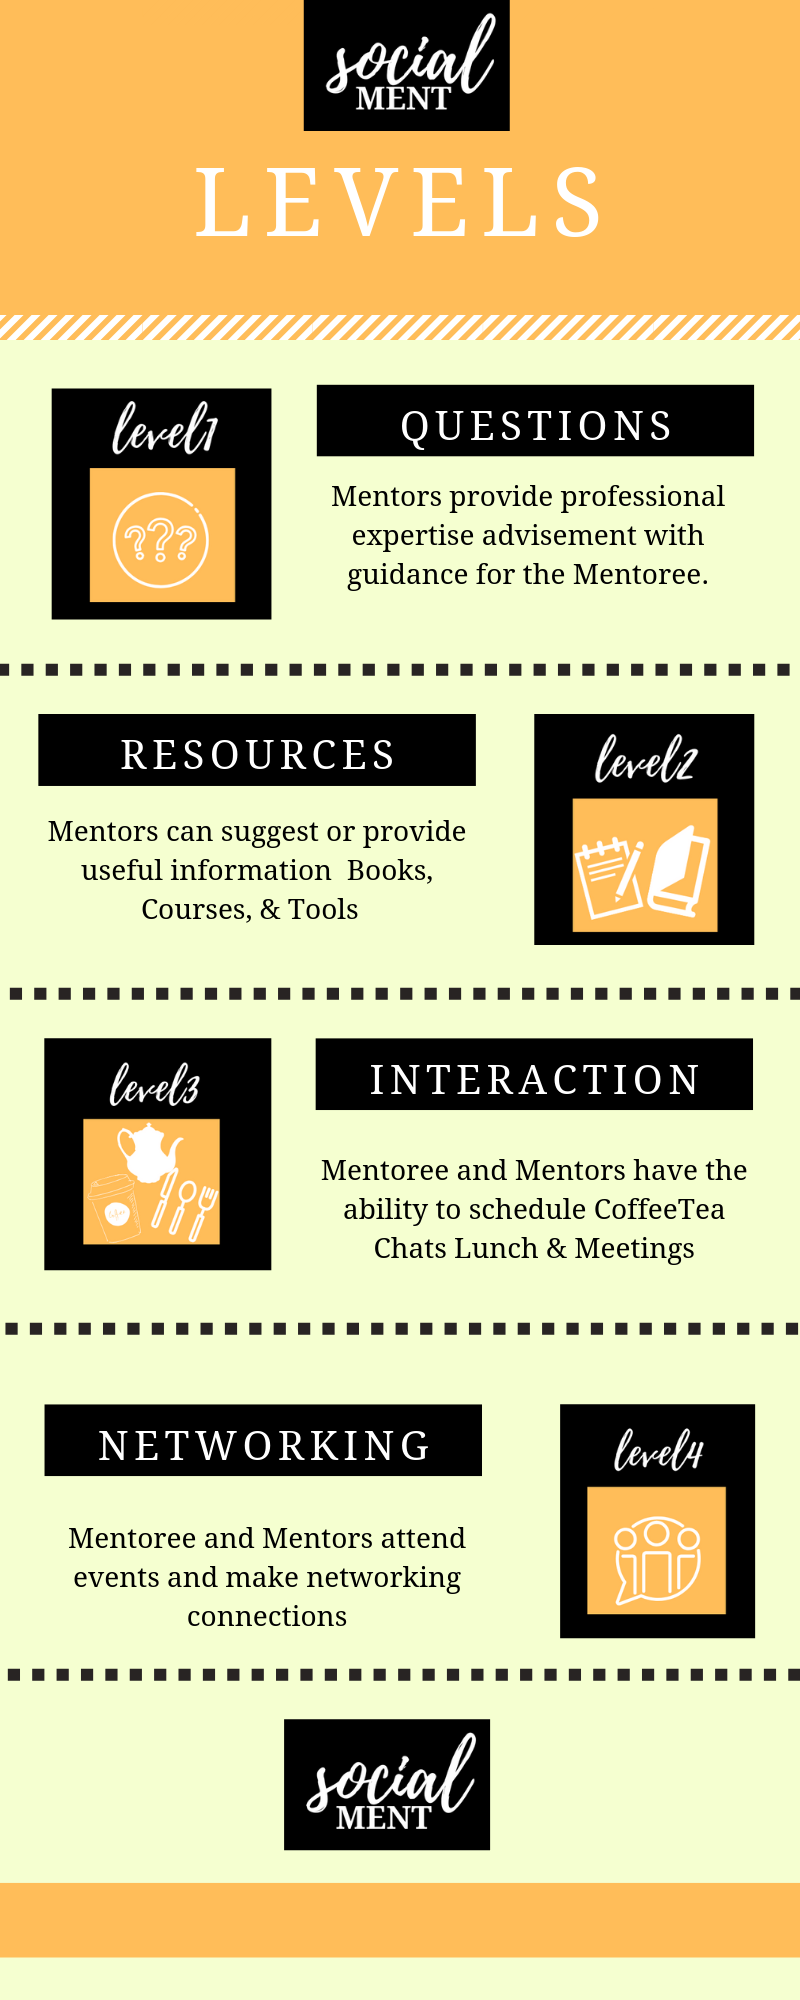 social
MENT
LEVELS
level1
QUESTIONS
Mentors provide professional
expertise advisement with
guidance for the Mentoree.
RESOURCES
level2
Mentors can suggest or provide
useful information  Books,
Courses, & Tools
level3
INTERACTION
Mentoree and Mentors have the
ability to schedule CoffeeTea
Chats Lunch & Meetings
NETWORKING
level4
Mentoree and Mentors attend
events and make networking
connections
social
MENT